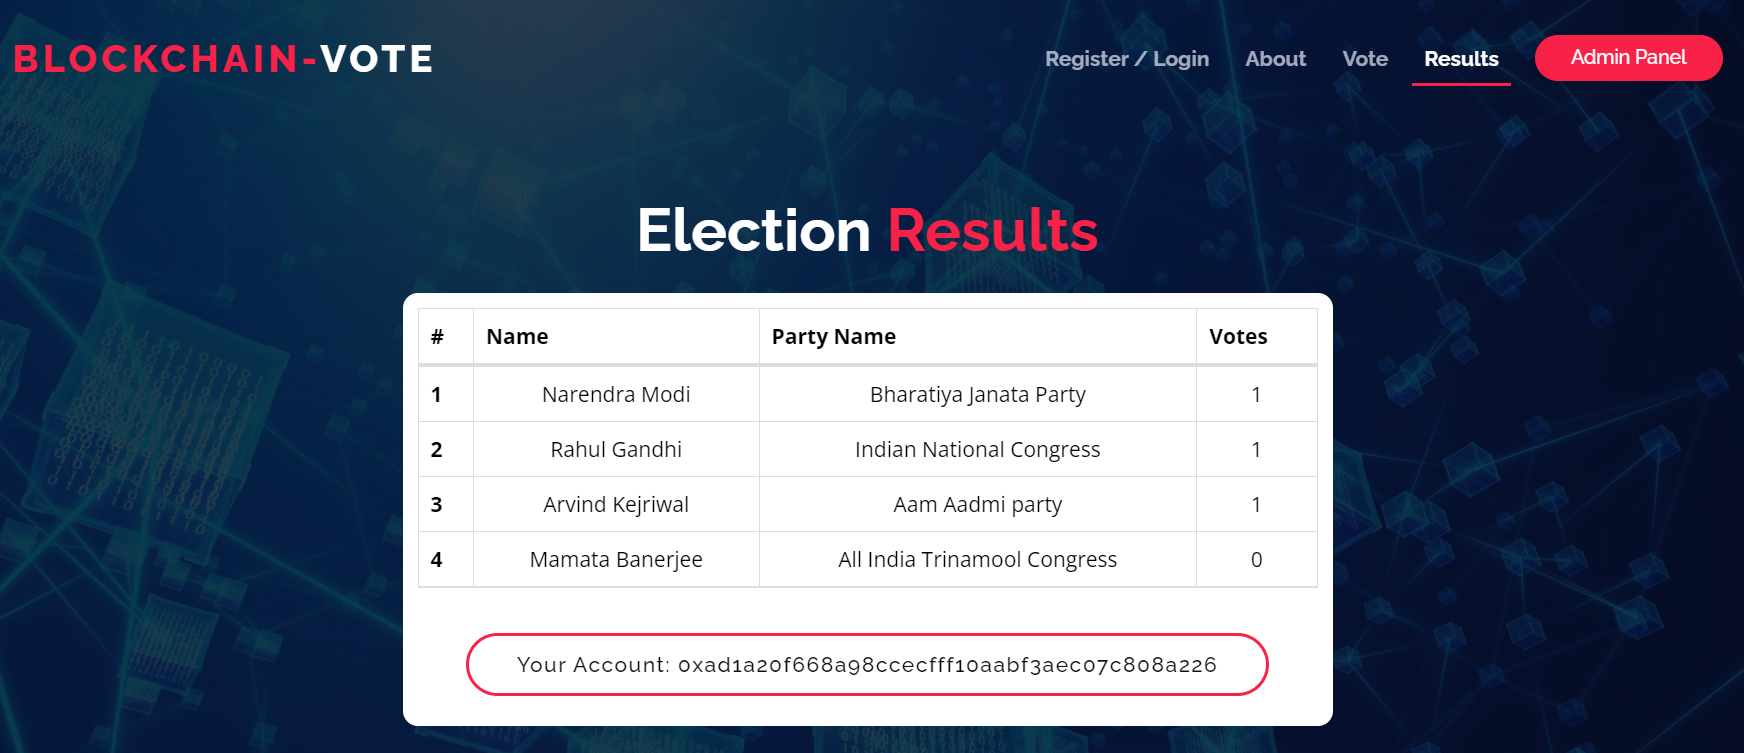 BLOCKCHAIN-VOTE
Register / Login About Vote Results Admin Panel
Election Results
# Name Party Name Votes
1 Narendra Modi Bharatiya Janata Party 1
2 Rahul Gandhi Indian National Congress 1
3 Arvind Kejriwal Aam Aadmi party 1
4 Mamata Banerjee All India Trinamool Congress 0
Your Account: 0xad1a20f668a98ccecfff10aabf3aec07c808a226